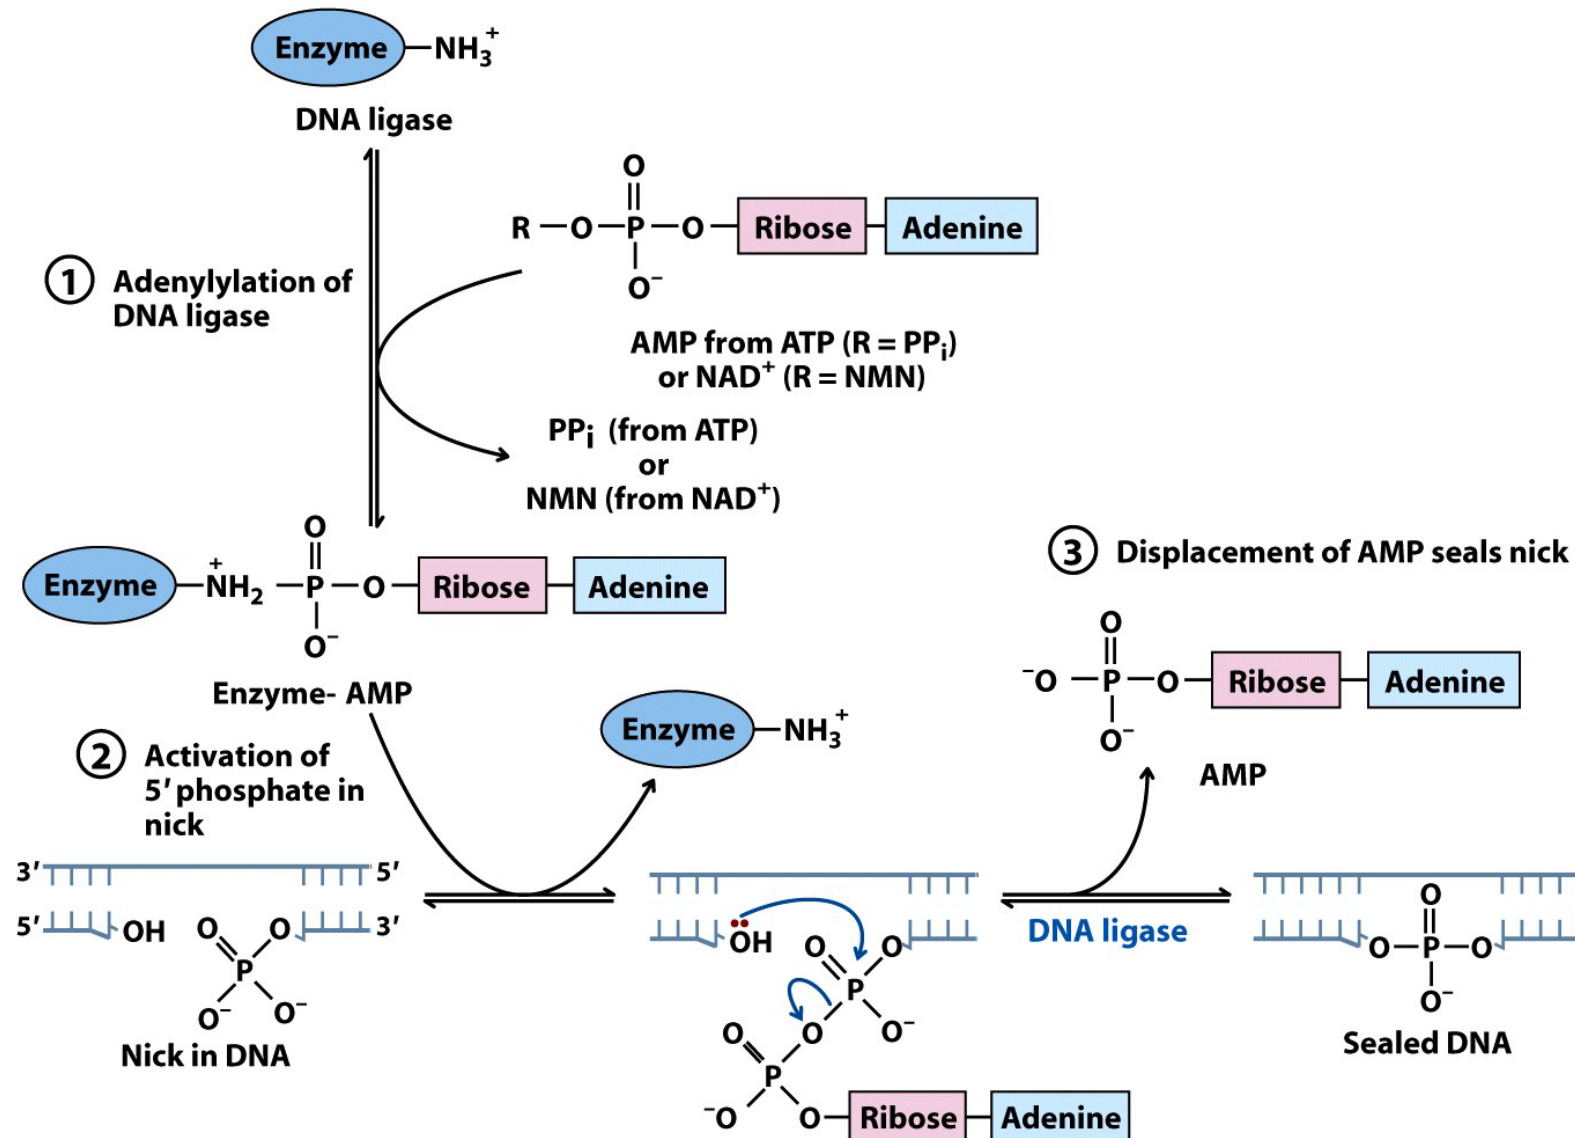 Enzyme—NH₃⁺
DNA ligase
O
R—O—P—O—Ribose—Adenine
O⁻
1 Adenylylation of
DNA ligase
AMP from ATP (R = PPᵢ)
or NAD⁺ (R = NMN)
PPᵢ (from ATP)
or
NMN (from NAD⁺)
O
Enzyme—N⁺H₂—P—O—Ribose—Adenine
O⁻
Enzyme- AMP
2 Activation of
5′ phosphate in
nick
Enzyme—NH₃⁺
3 Displacement of AMP seals nick
O
⁻O—P—O—Ribose—Adenine
O⁻
AMP
3′ 5′
5′ OH O O 3′
P
O⁻ O⁻
Nick in DNA
OH O O
P
O O⁻
O
P
⁻O O—Ribose—Adenine
DNA ligase
O
O—P—O
O⁻
Sealed DNA